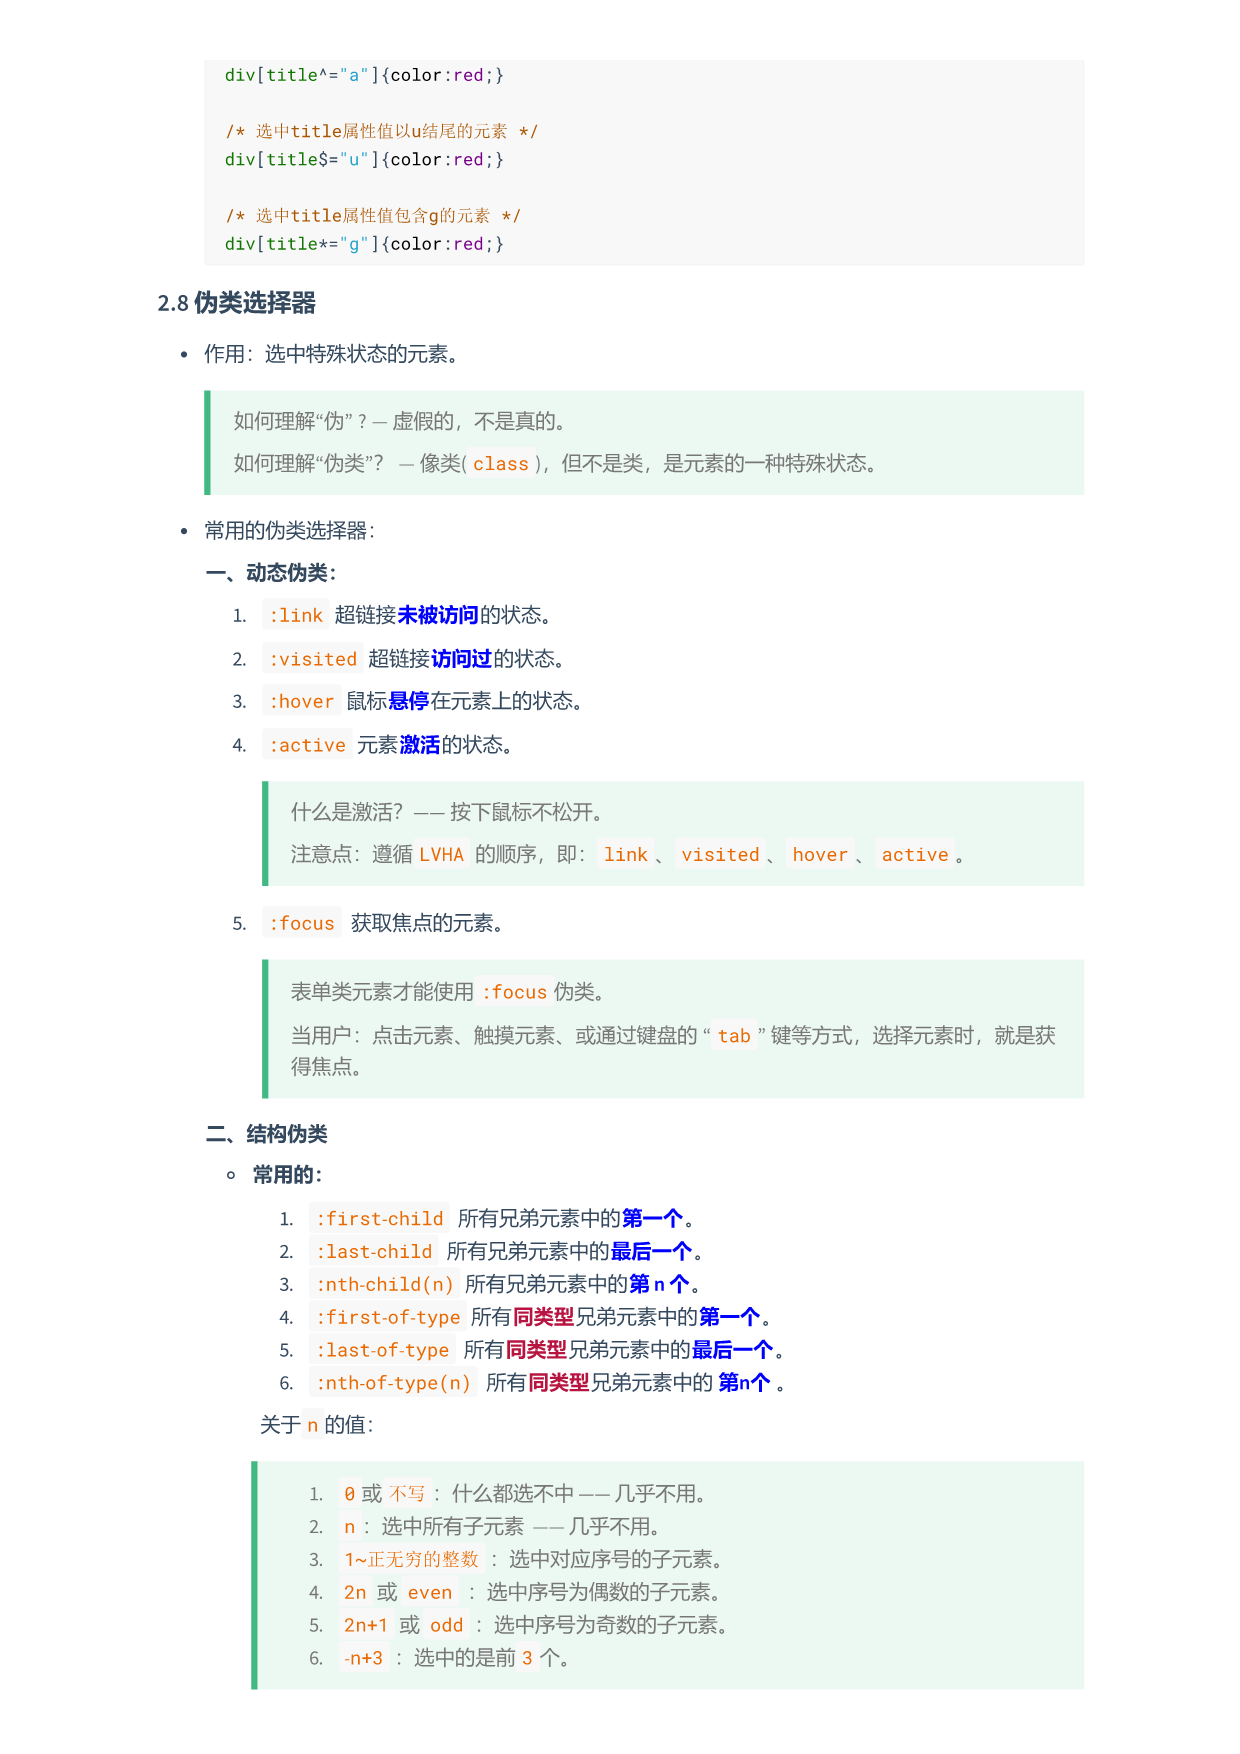 div[title^="a"]{color:red;}
/* 选中title属性值以u结尾的元素 */
div[title$="u"]{color:red;}
/* 选中title属性值包含g的元素 */
div[title*="g"]{color:red;}
2.8 伪类选择器
• 作用：选中特殊状态的元素。
如何理解“伪” ? — 虚假的，不是真的。
如何理解“伪类”？ — 像类( class )，但不是类，是元素的一种特殊状态。
• 常用的伪类选择器：
一、动态伪类：
1. :link 超链接未被访问的状态。
2. :visited 超链接访问过的状态。
3. :hover 鼠标悬停在元素上的状态。
4. :active 元素激活的状态。
什么是激活？—— 按下鼠标不松开。
注意点：遵循 LVHA 的顺序，即： link 、 visited 、 hover 、 active 。
5. :focus 获取焦点的元素。
表单类元素才能使用 :focus 伪类。
当用户：点击元素、触摸元素、或通过键盘的 “ tab ” 键等方式，选择元素时，就是获
得焦点。
二、结构伪类
◦ 常用的：
1. :first-child 所有兄弟元素中的第一个。
2. :last-child 所有兄弟元素中的最后一个。
3. :nth-child(n) 所有兄弟元素中的第 n 个。
4. :first-of-type 所有同类型兄弟元素中的第一个。
5. :last-of-type 所有同类型兄弟元素中的最后一个。
6. :nth-of-type(n) 所有同类型兄弟元素中的 第n个 。
关于 n 的值：
1. 0 或 不写 ：什么都选不中 —— 几乎不用。
2. n ：选中所有子元素 —— 几乎不用。
3. 1~正无穷的整数 ：选中对应序号的子元素。
4. 2n 或 even ：选中序号为偶数的子元素。
5. 2n+1 或 odd ：选中序号为奇数的子元素。
6. -n+3 ：选中的是前 3 个。